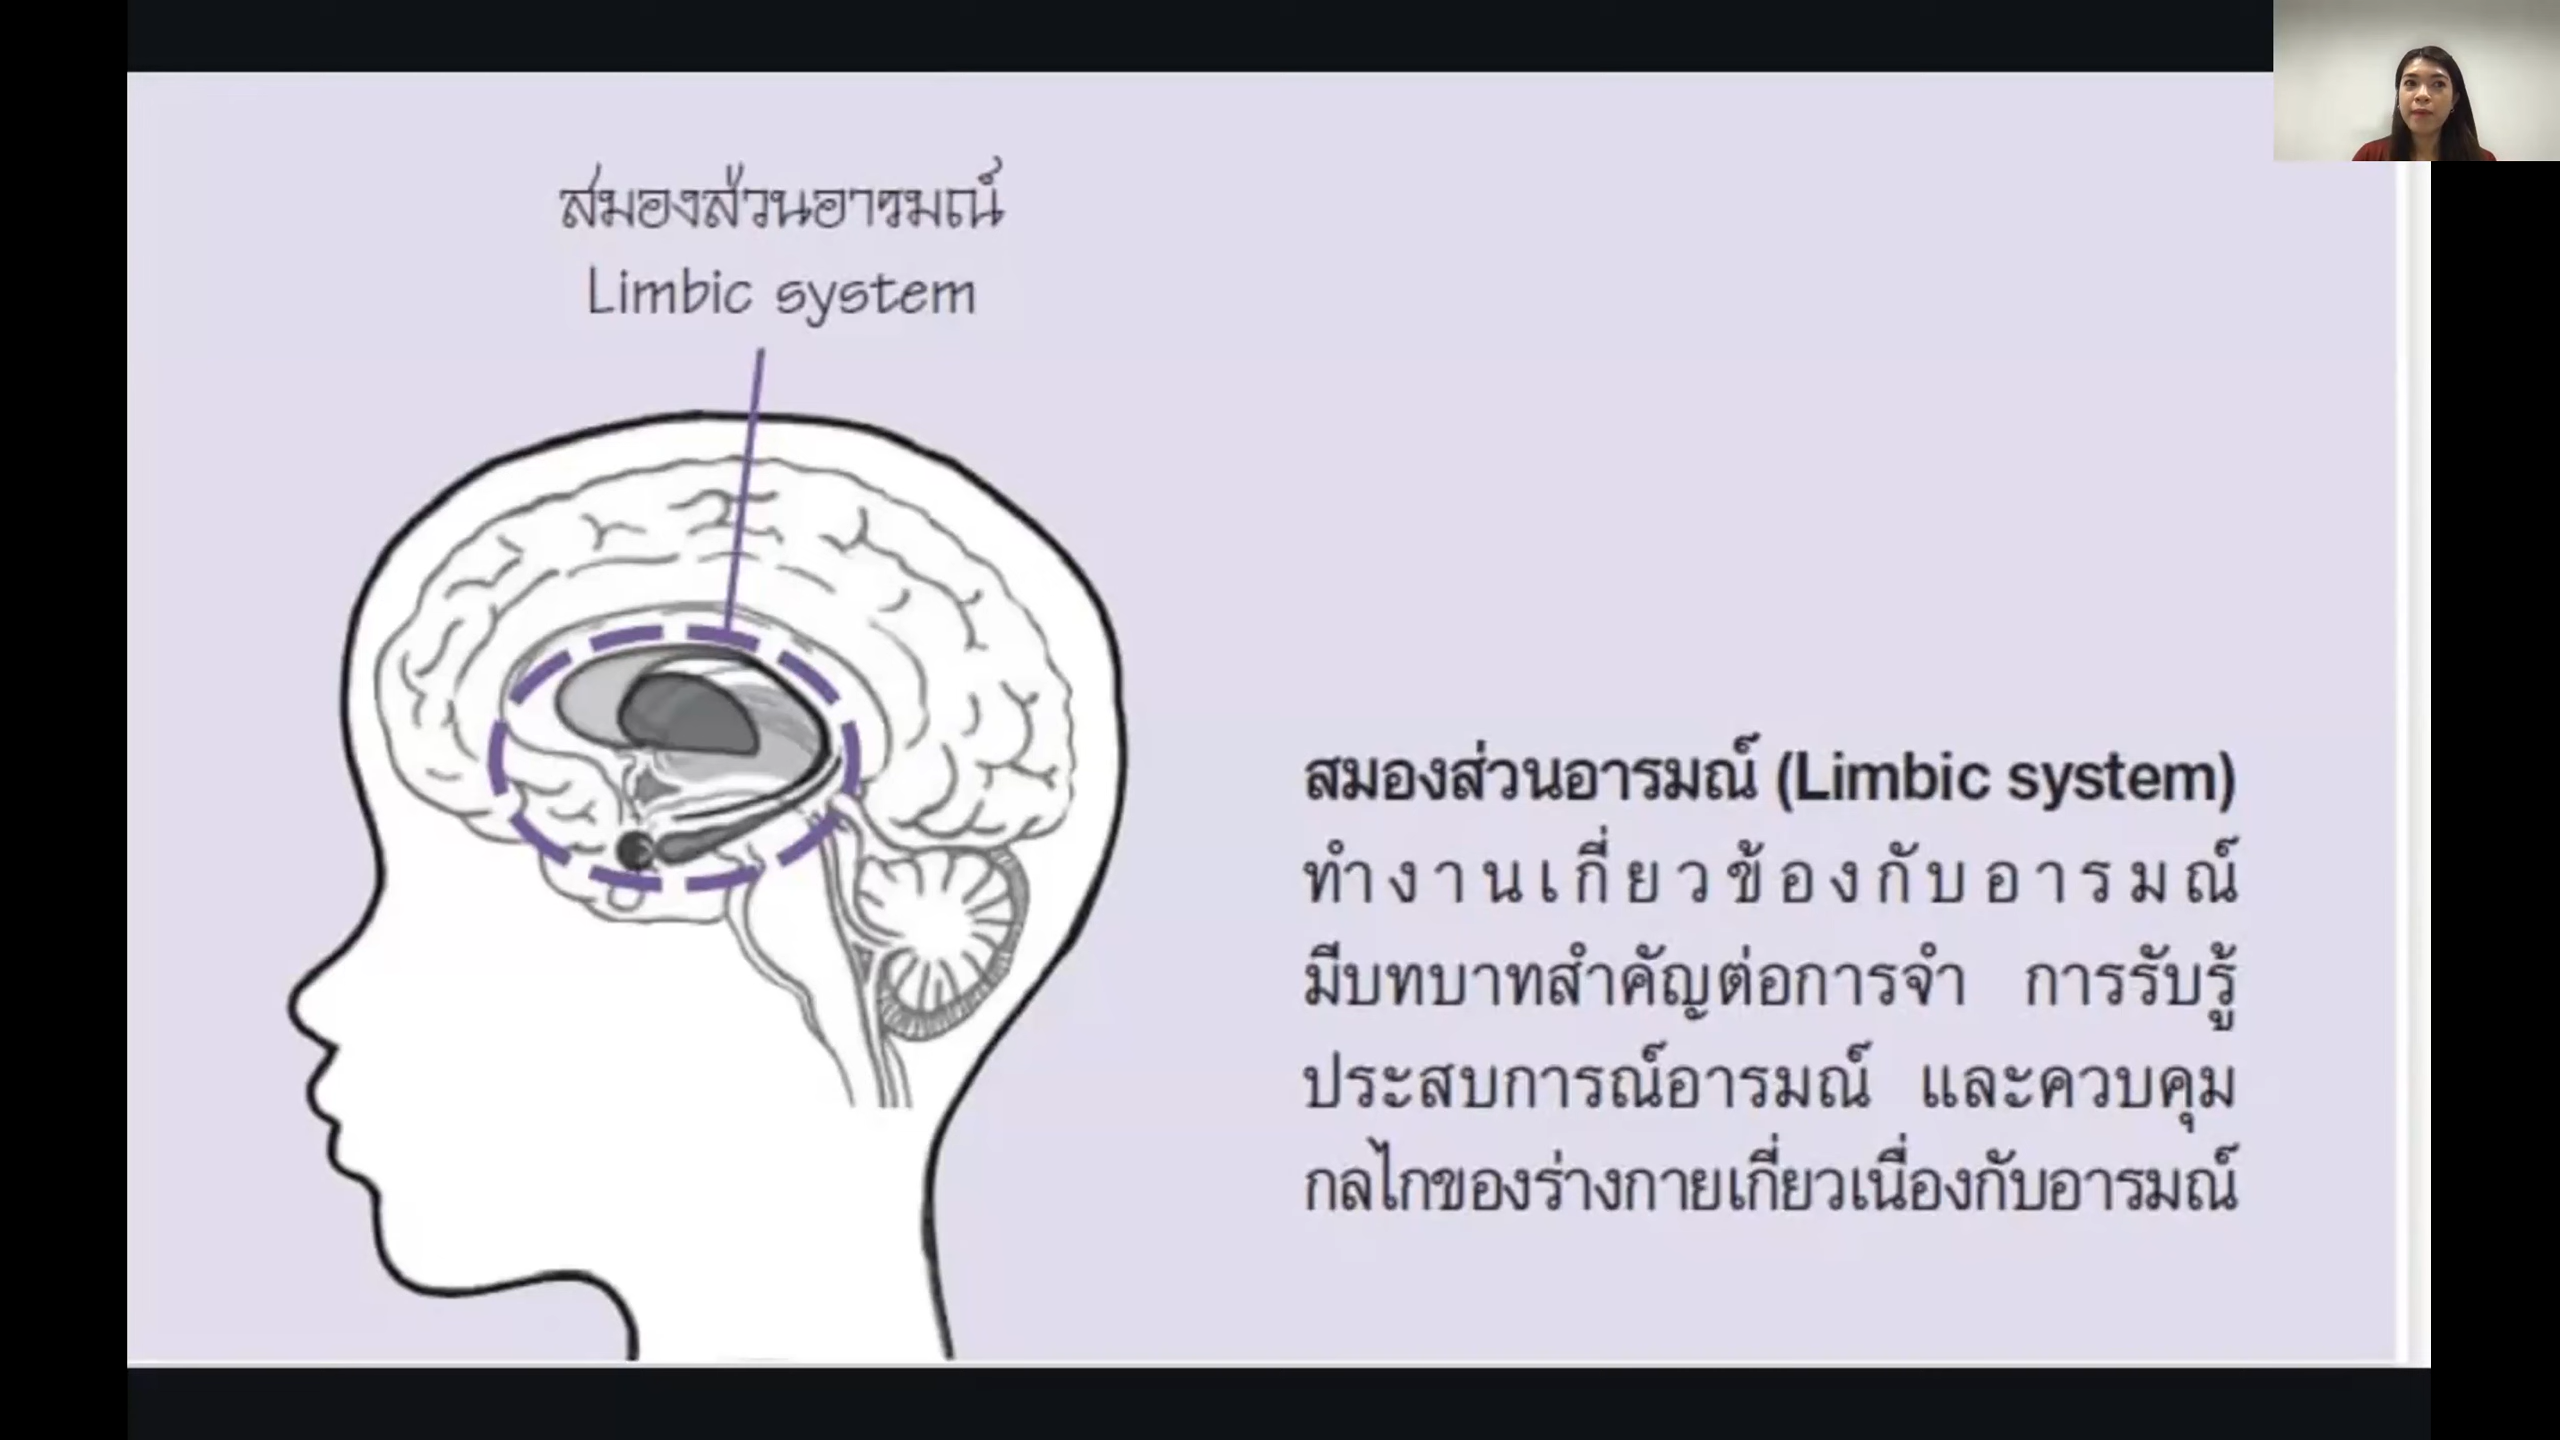 สมองส่วนอารมณ์
Limbic system
สมองส่วนอารมณ์ (Limbic system)
ทำงานเกี่ยวข้องกับอารมณ์
มีบทบาทสำคัญต่อการจำ การรับรู้
ประสบการณ์อารมณ์ และควบคุม
กลไกของร่างกายเกี่ยวเนื่องกับอารมณ์